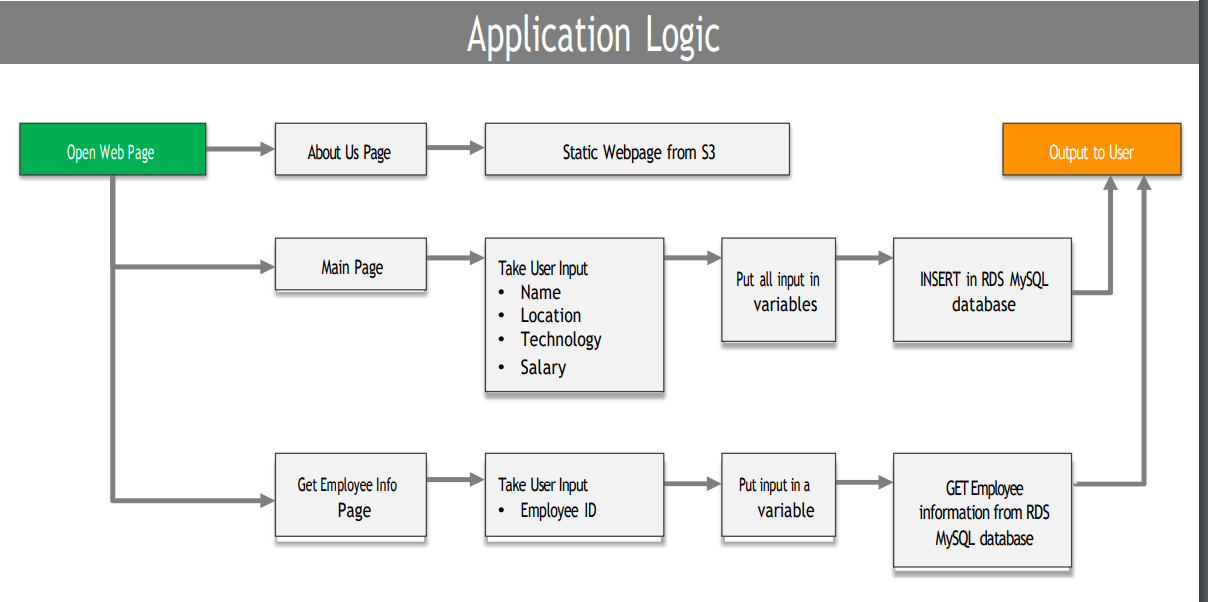 Application Logic
Open Web Page
About Us Page
Static Webpage from S3
Output to User
Main Page
Take User Input
• Name
• Location
• Technology
• Salary
Put all input in
variables
INSERT in RDS MySQL
database
Get Employee Info
Page
Take User Input
• Employee ID
Put input in a
variable
GET Employee
information from RDS
MySQL database